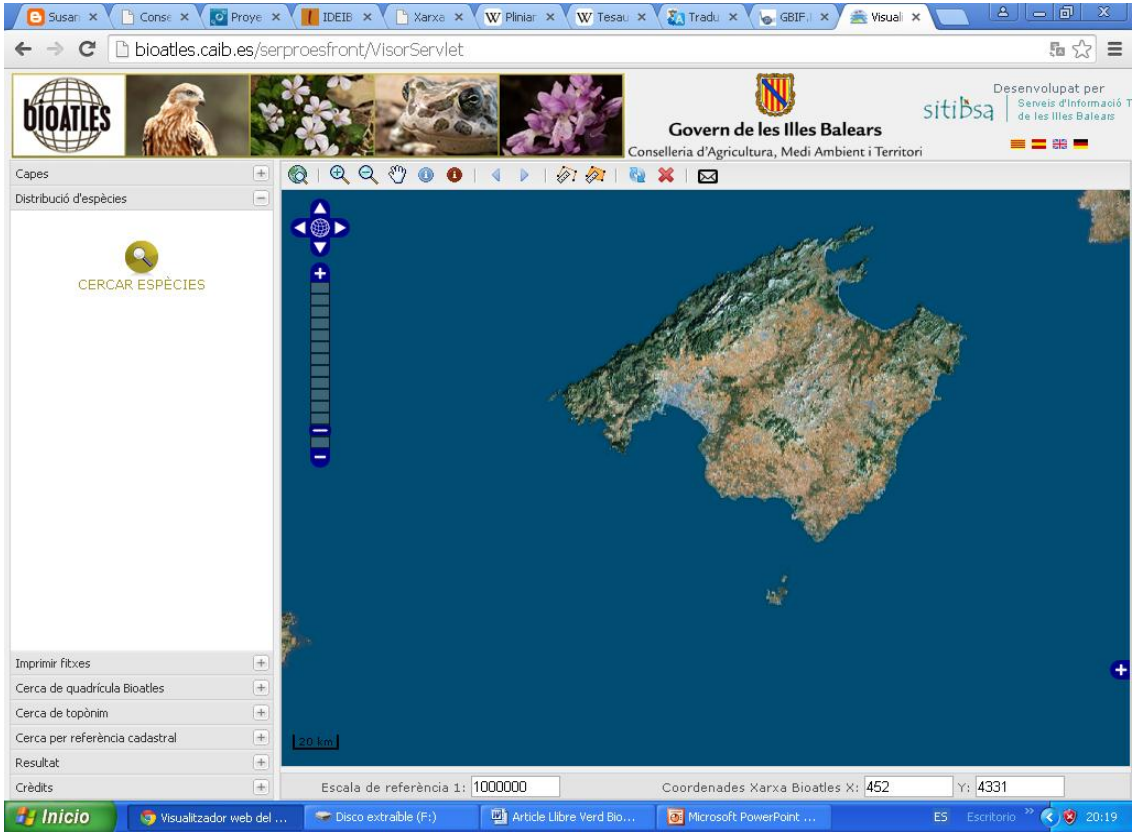 Susan
Conse
Proye
IDEIB
Xarxa
W Pliniar
W Tesau
Tradu
GBIF.
Visuali
bioatles.caib.es/serproesfront/VisorServlet
BIOATLES
Govern de les Illes Balears
Conselleria d'Agricultura, Medi Ambient i Territori
Desenvolupat per
sitibsa
Serveis d'Informació T
de les Illes Balears
Capes
Distribució d'espècies
CERCAR ESPÈCIES
Imprimir fitxes
Cerca de quadrícula Bioatles
Cerca de topònim
Cerca per referència cadastral
Resultat
Crèdits
20 km
Escala de referència 1: 1000000
Coordenades Xarxa Bioatles X: 452 Y: 4331
Inicio
Visualitzador web del ...
Disco extraíble (F:)
Article Llibre Verd Bio...
Microsoft PowerPoint ...
ES
Escritorio »
20:19